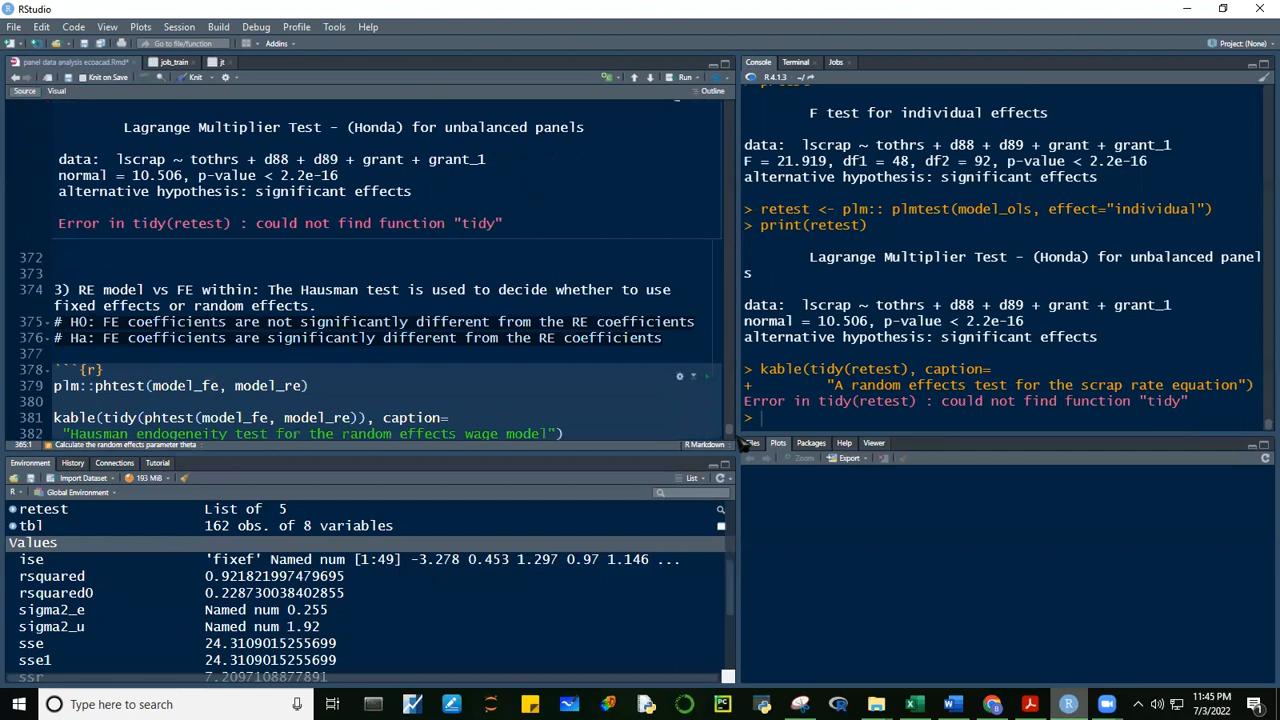 RStudio
File Edit Code View Plots Session Build Debug Profile Tools Help
Go to file/function Addins Project: (None)
panel data analysis ecoacad.Rmd* job_train jt
Knit on Save Knit Run
Source Visual Outline
Lagrange Multiplier Test - (Honda) for unbalanced panels
data: lscrap ~ tothrs + d88 + d89 + grant + grant_1
normal = 10.506, p-value < 2.2e-16
alternative hypothesis: significant effects
Error in tidy(retest) : could not find function "tidy"
372
373
374 3) RE model vs FE within: The Hausman test is used to decide whether to use
fixed effects or random effects.
375 # HO: FE coefficients are not significantly different from the RE coefficients
376 # Ha: FE coefficients are significantly different from the RE coefficients
377
378 ```{r}
379 plm::phtest(model_fe, model_re)
380
381 kable(tidy(phtest(model_fe, model_re)), caption=
382 "Hausman endogeneity test for the random effects wage model")
365:1 Calculate the random effects parameter theta R Markdown
Environment History Connections Tutorial
Import Dataset 193 MiB List
R Global Environment
retest List of 5
tbl 162 obs. of 8 variables
Values
ise 'fixef' Named num [1:49] -3.278 0.453 1.297 0.97 1.146 ...
rsquared 0.921821997479695
rsquared0 0.228730038402855
sigma2_e Named num 0.255
sigma2_u Named num 1.92
sse 24.3109015255699
sse1 24.3109015255699
ssr 7.2097108877891
Console Terminal Jobs
R 4.1.3 · ~/
F test for individual effects
data: lscrap ~ tothrs + d88 + d89 + grant + grant_1
F = 21.919, df1 = 48, df2 = 92, p-value < 2.2e-16
alternative hypothesis: significant effects
> retest <- plm:: plmtest(model_ols, effect="individual")
> print(retest)
Lagrange Multiplier Test - (Honda) for unbalanced panel
s
data: lscrap ~ tothrs + d88 + d89 + grant + grant_1
normal = 10.506, p-value < 2.2e-16
alternative hypothesis: significant effects
> kable(tidy(retest), caption=
+ "A random effects test for the scrap rate equation")
Error in tidy(retest) : could not find function "tidy"
>
Plots Packages Help Viewer
Zoom Export
Type here to search
11:45 PM
7/3/2022